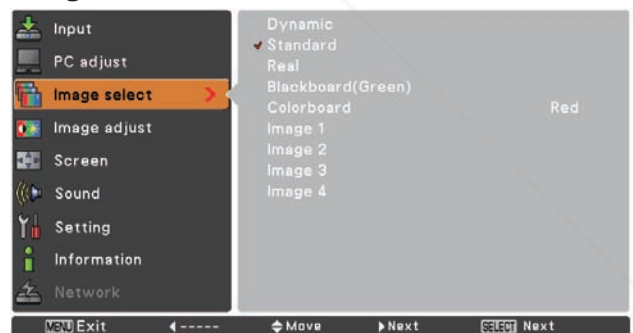 Input
PC adjust
Image select
Image adjust
Screen
Sound
Setting
Information
Network
Dynamic
Standard
Real
Blackboard(Green)
Colorboard Red
Image 1
Image 2
Image 3
Image 4
MENU Exit ◀----- Move ▶Next SELECT Next